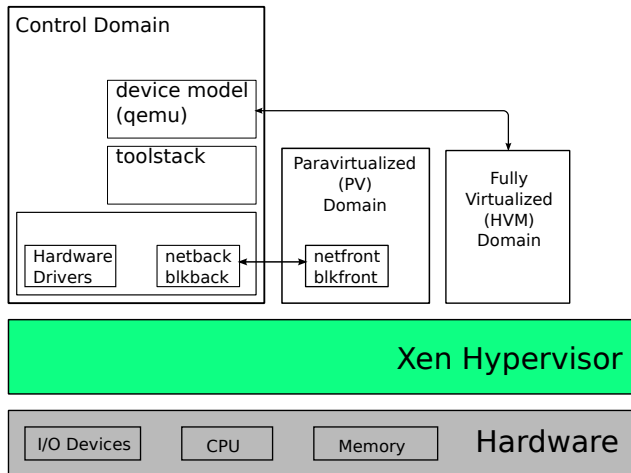 Control Domain
device model
(qemu)
toolstack
Hardware
Drivers
netback
blkback
Paravirtualized
(PV)
Domain
netfront
blkfront
Fully
Virtualized
(HVM)
Domain
Xen Hypervisor
I/O Devices
CPU
Memory
Hardware